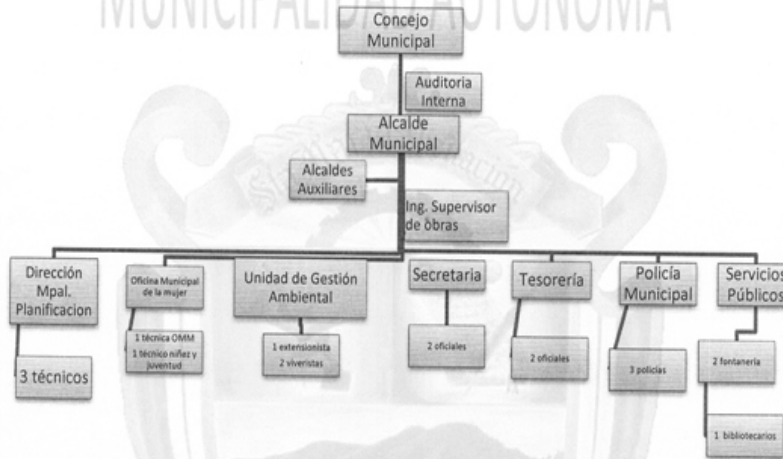 MUNICIPALIDAD AUTONOMA
Concejo
Municipal
Auditoria
Interna
Alcalde
Municipal
Alcaldes
Auxiliares
Ing. Supervisor
de obras
Dirección
Mpal.
Planificacion
Oficina Municipal
de la mujer
Unidad de Gestión
Ambiental
Secretaria
Tesorería
Policía
Municipal
Servicios
Públicos
3 técnicos
1 técnica OMM
1 técnico niñez y
juventud
1 extensionista
2 viveristas
2 oficiales
2 oficiales
3 policias
2 fontanería
1 bibliotecarios